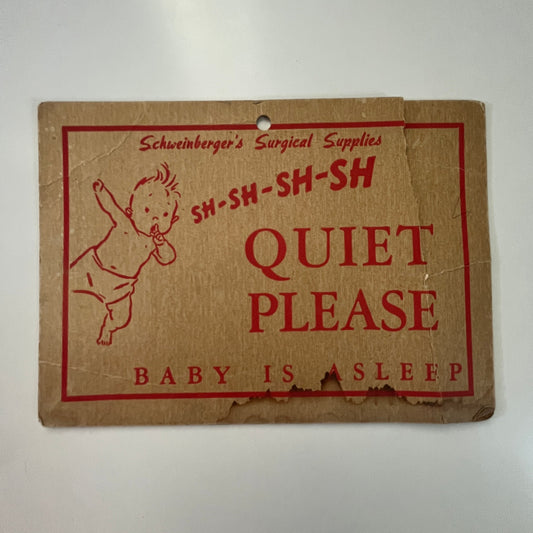 Schweinberger's Surgical Supplies
SH-SH-SH-SH
QUIET
PLEASE
BABY IS ASLEEP